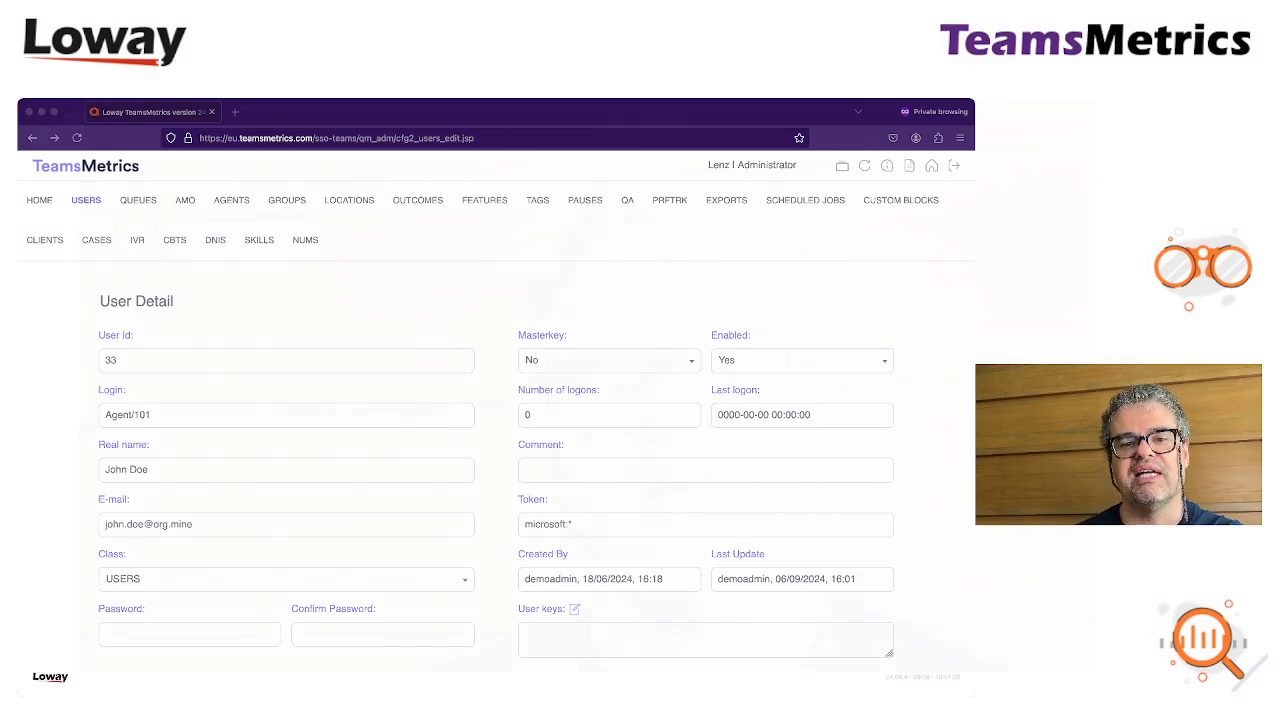 Loway
TeamsMetrics
Loway TeamsMetrics version 24
Private browsing
https://eu.teamsmetrics.com/sso-teams/qm_adm/cfg2_users_edit.jsp
TeamsMetrics
Lenz | Administrator
HOME USERS QUEUES AMO AGENTS GROUPS LOCATIONS OUTCOMES FEATURES TAGS PAUSES QA PRFTRK EXPORTS SCHEDULED JOBS CUSTOM BLOCKS
CLIENTS CASES IVR CBTS DNIS SKILLS NUMS
User Detail
User Id:
33
Login:
Agent/101
Real name:
John Doe
E-mail:
john.doe@org.mine
Class:
USERS
Password: Confirm Password:
Masterkey: Enabled:
No Yes
Number of logons: Last logon:
0 0000-00-00 00:00:00
Comment:
Token:
microsoft:*
Created By Last Update
demoadmin, 18/06/2024, 16:18 demoadmin, 06/09/2024, 16:01
User keys:
Loway